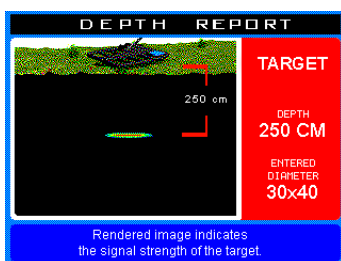 DEPTH REPORT
250 cm
TARGET
DEPTH
250 CM
ENTERED
DIAMETER
30x40
Rendered image indicates
the signal strength of the target.